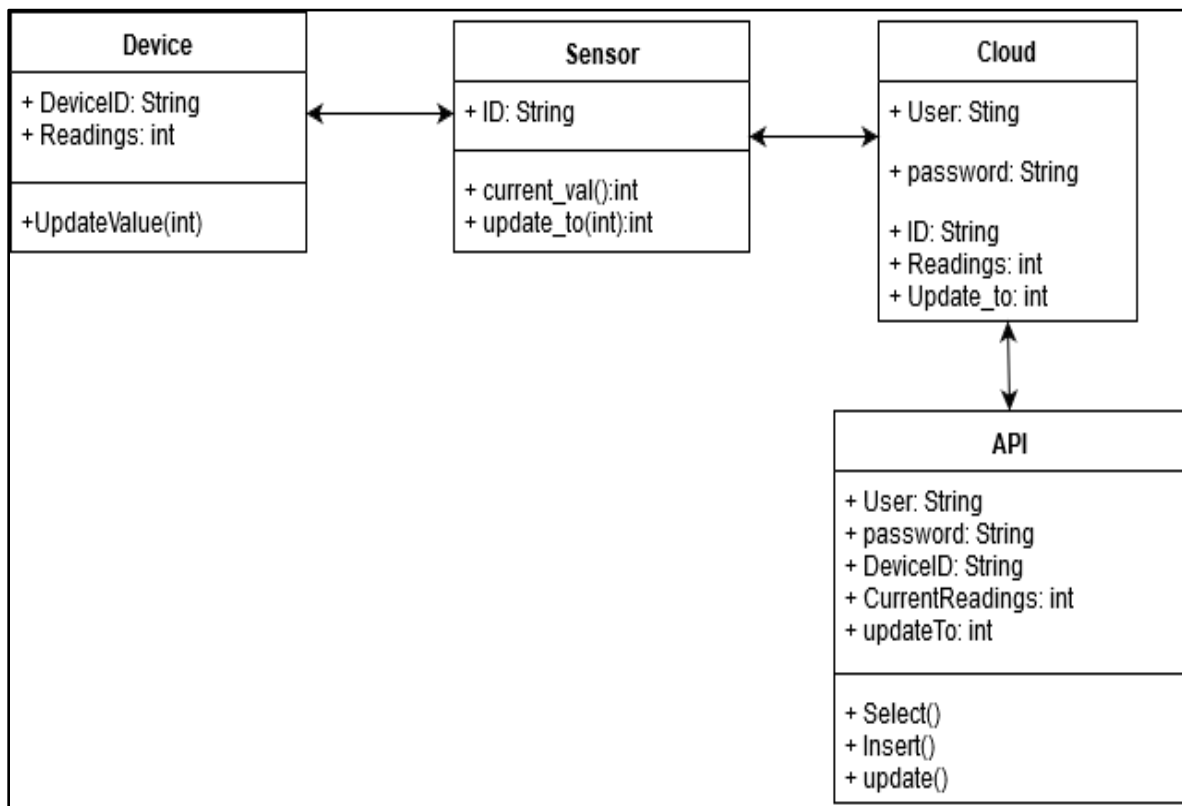 Device
+ DeviceID: String
+ Readings: int
+UpdateValue(int)
Sensor
+ ID: String
+ current_val():int
+ update_to(int):int
Cloud
+ User: Sting
+ password: String
+ ID: String
+ Readings: int
+ Update_to: int
API
+ User: String
+ password: String
+ DeviceID: String
+ CurrentReadings: int
+ updateTo: int
+ Select()
+ Insert()
+ update()